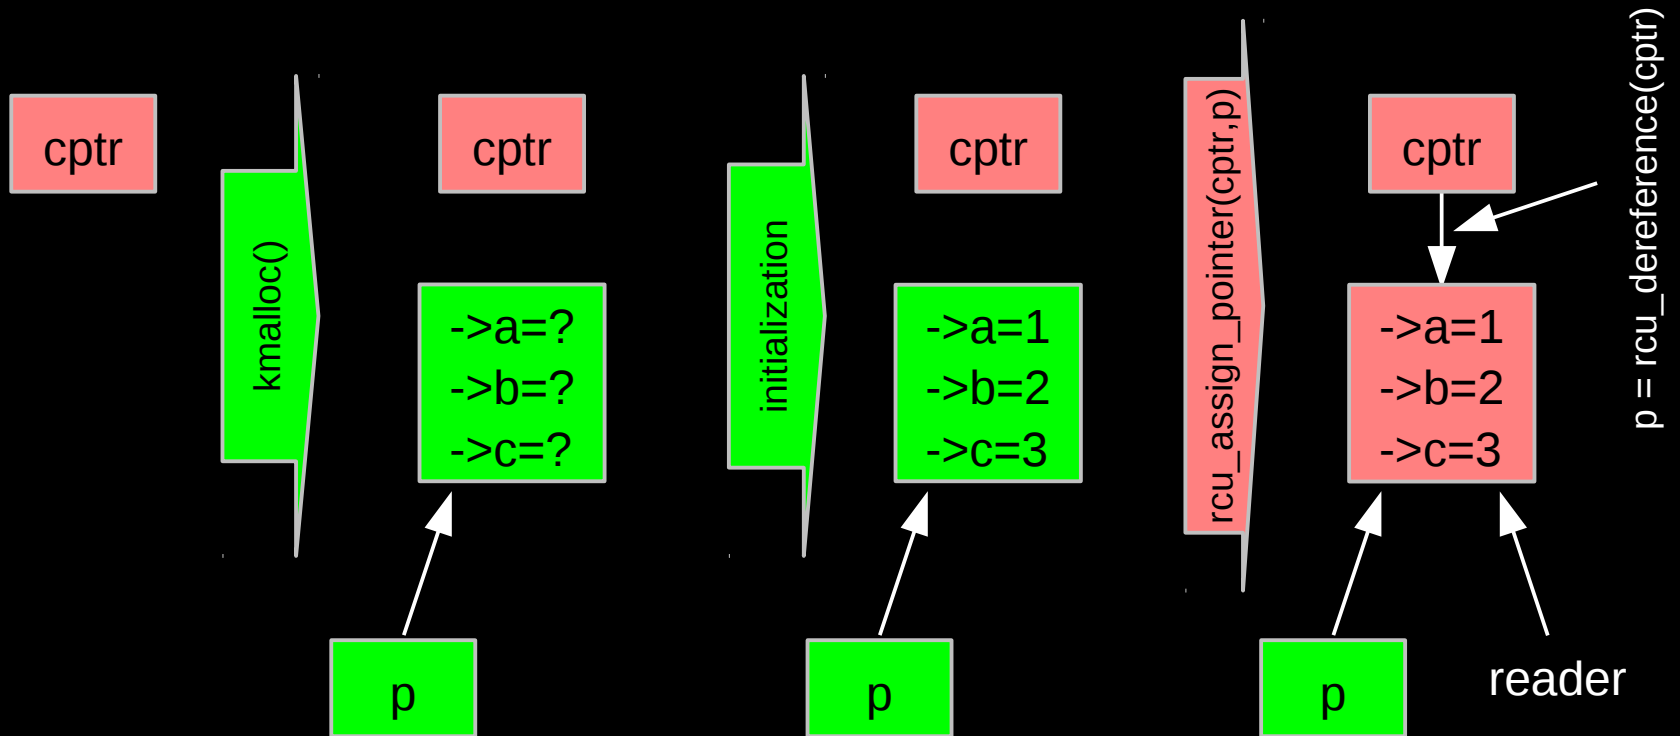 cptr
kmalloc()
cptr
->a=?
->b=?
->c=?
p
initialization
cptr
->a=1
->b=2
->c=3
p
rcu_assign_pointer(cptr,p)
cptr
->a=1
->b=2
->c=3
p
reader
p = rcu_dereference(cptr)